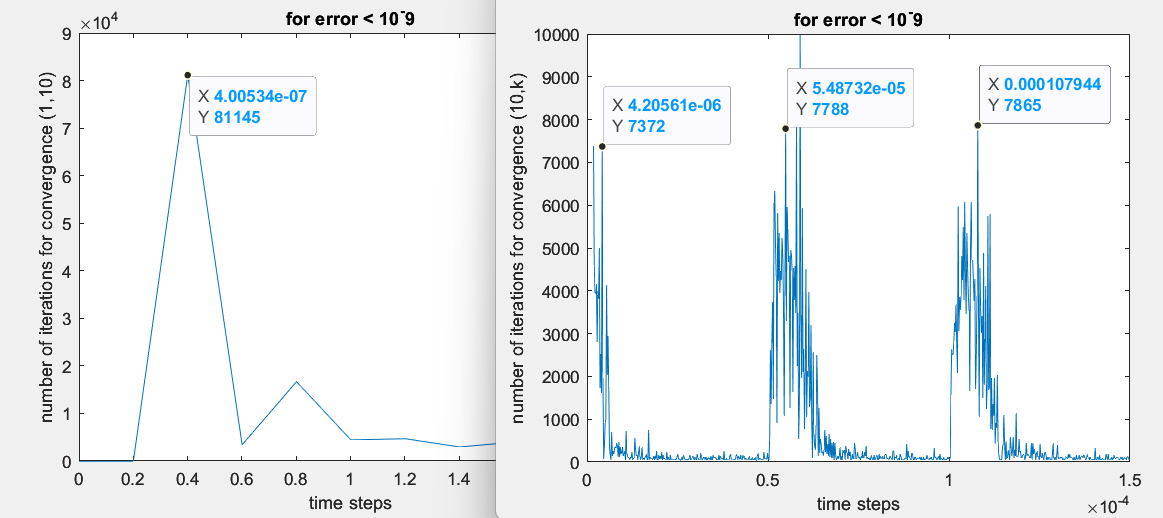 for error < 10^-9
×10^4
9
8
7
6
5
4
3
2
1
0
number of iterations for convergence (1,10)
X 4.00534e-07
Y 81145
0 0.2 0.4 0.6 0.8 1 1.2 1.4
time steps
for error < 10^-9
10000
9000
8000
7000
6000
5000
4000
3000
2000
1000
0
number of iterrations for convergence (10,k)
X 4.20561e-06
Y 7372
X 5.48732e-05
Y 7788
X 0.000107944
Y 7865
0 0.5 1 1.5
time steps
×10^-4